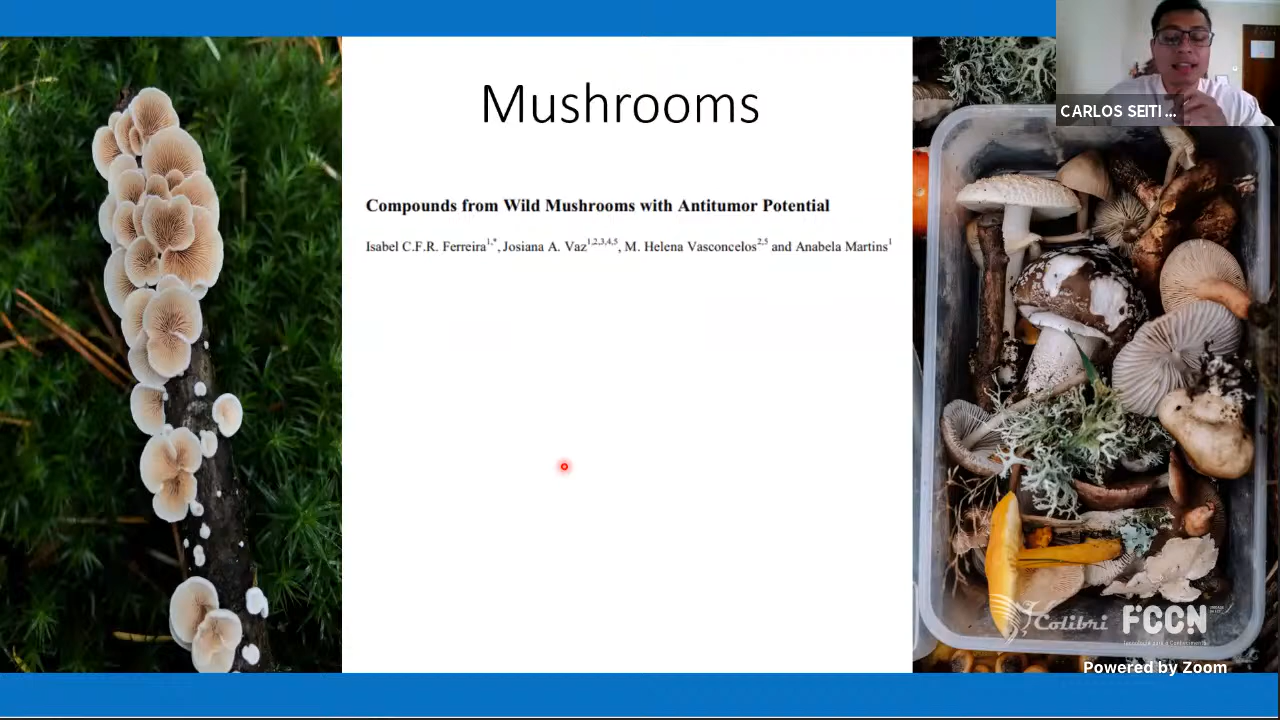 Mushrooms
CARLOS SEITI ...
Compounds from Wild Mushrooms with Antitumor Potential
Isabel C.F.R. Ferreira1,*, Josiana A. Vaz1,2,3,4,5, M. Helena Vasconcelos2,5 and Anabela Martins1
Colibri FCCN
Powered by Zoom